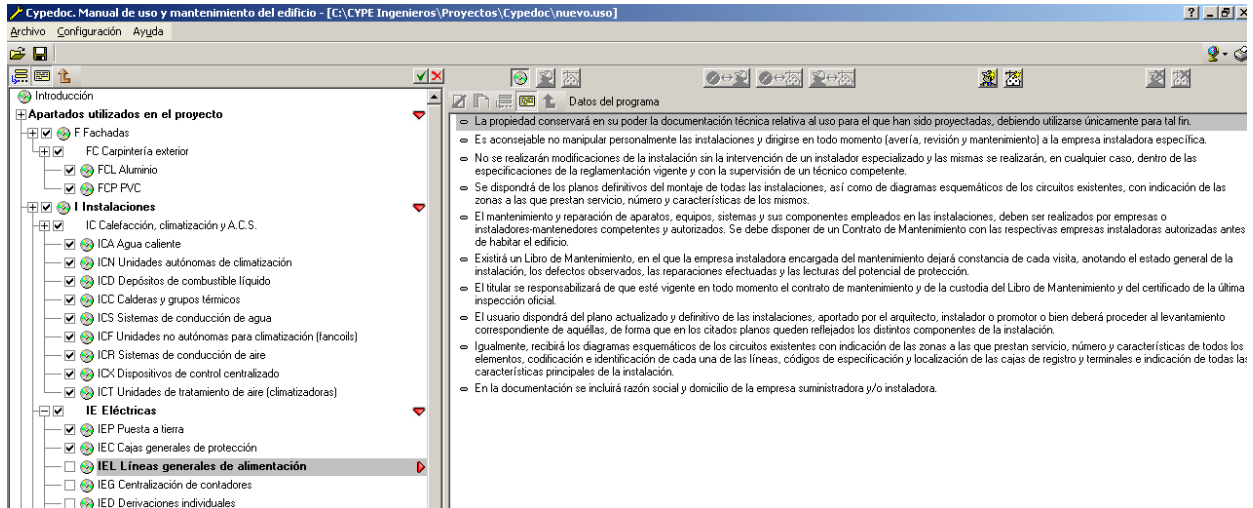 Cypedoc. Manual de uso y mantenimiento del edificio - [C:\CYPE Ingenieros\Proyectos\Cypedoc\nuevo.uso]
Archivo Configuración Ayuda
Introducción
Apartados utilizados en el proyecto
F Fachadas
FC Carpintería exterior
FCL Aluminio
FCP PVC
I Instalaciones
IC Calefacción, climatización y A.C.S.
ICA Agua caliente
ICN Unidades autónomas de climatización
ICD Depósitos de combustible líquido
ICC Calderas y grupos térmicos
ICS Sistemas de conducción de agua
ICF Unidades no autónomas para climatización (fancoils)
ICR Sistemas de conducción de aire
ICX Dispositivos de control centralizado
ICT Unidades de tratamiento de aire (climatizadoras)
IE Eléctricas
IEP Puesta a tierra
IEC Cajas generales de protección
IEL Líneas generales de alimentación
IEG Centralización de contadores
IED Derivaciones individuales
Datos del programa
La propiedad conservará en su poder la documentación técnica relativa al uso para el que han sido proyectadas, debiendo utilizarse únicamente para tal fin.
Es aconsejable no manipular personalmente las instalaciones y dirigirse en todo momento (avería, revisión y mantenimiento) a la empresa instaladora específica.
No se realizarán modificaciones de la instalación sin la intervención de un instalador especializado y las mismas se realizarán, en cualquier caso, dentro de las
especificaciones de la reglamentación vigente y con la supervisión de un técnico competente.
Se dispondrá de los planos definitivos del montaje de todas las instalaciones, así como de diagramas esquemáticos de los circuitos existentes, con indicación de las
zonas a las que prestan servicio, número y características de los mismos.
El mantenimiento y reparación de aparatos, equipos, sistemas y sus componentes empleados en las instalaciones, deben ser realizados por empresas o
instaladores-mantenedores competentes y autorizados. Se debe disponer de un Contrato de Mantenimiento con las respectivas empresas instaladoras autorizadas antes
de habitar el edificio.
Existirá un Libro de Mantenimiento, en el que la empresa instaladora encargada del mantenimiento dejará constancia de cada visita, anotando el estado general de la
instalación, los defectos observados, las reparaciones efectuadas y las lecturas del potencial de protección.
El titular se responsabilizará de que esté vigente en todo momento el contrato de mantenimiento y de la custodia del Libro de Mantenimiento y del certificado de la última
inspección oficial.
El usuario dispondrá del plano actualizado y definitivo de las instalaciones, aportado por el arquitecto, instalador o promotor o bien deberá proceder al levantamiento
correspondiente de aquéllas, de forma que en los citados planos queden reflejados los distintos componentes de la instalación.
Igualmente, recibirá los diagramas esquemáticos de los circuitos existentes con indicación de las zonas a las que prestan servicio, número y características de todos los
elementos, codificación e identificación de cada una de las líneas, códigos de especificación y localización de las cajas de registro y terminales e indicación de todas las
características principales de la instalación.
En la documentación se incluirá razón social y domicilio de la empresa suministradora y/o instaladora.